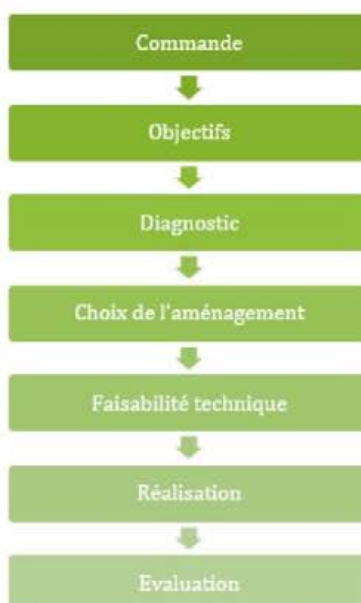 Commande
Objectifs
Diagnostic
Choix de l'aménagement
Faisabilité technique
Réalisation
Evaluation